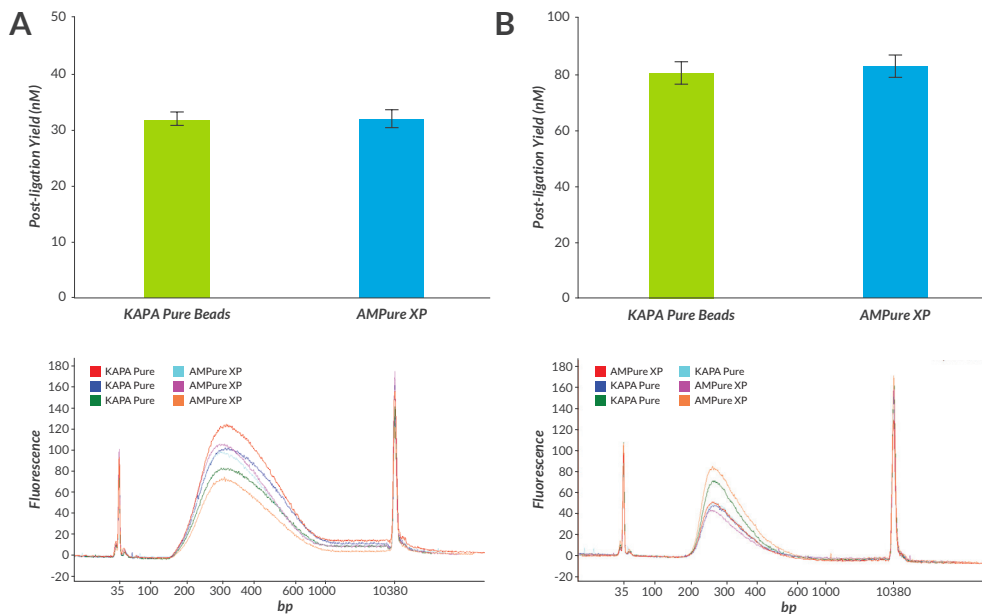 A
50
40
30
20
10
0
Post-ligation Yield (nM)
KAPA Pure Beads
AMPure XP
B
100
80
60
40
20
0
Post-ligation Yield (nM)
KAPA Pure Beads
AMPure XP
180
160
140
120
100
80
60
40
20
0
-20
Fluorescence
KAPA Pure
KAPA Pure
KAPA Pure
AMPure XP
AMPure XP
AMPure XP
35 100 200 300 400 600 1000 10380
bp
180
160
140
120
100
80
60
40
20
0
-20
Fluorescence
AMPure XP
KAPA Pure
KAPA Pure
KAPA Pure
AMPure XP
AMPure XP
35 100 200 300 400 600 1000 10380
bp